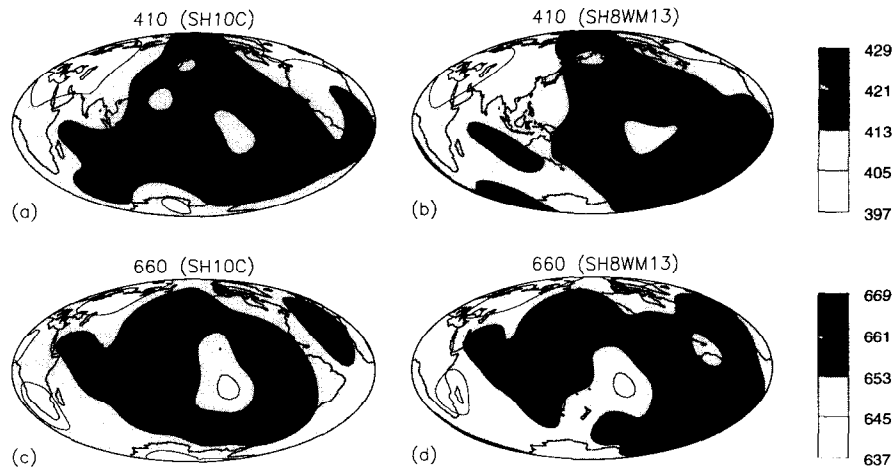 410 (SH10C)
410 (SH8WM13)
429
421
413
405
397
(a)
(b)
660 (SH10C)
660 (SH8WM13)
669
661
653
645
637
(c)
(d)